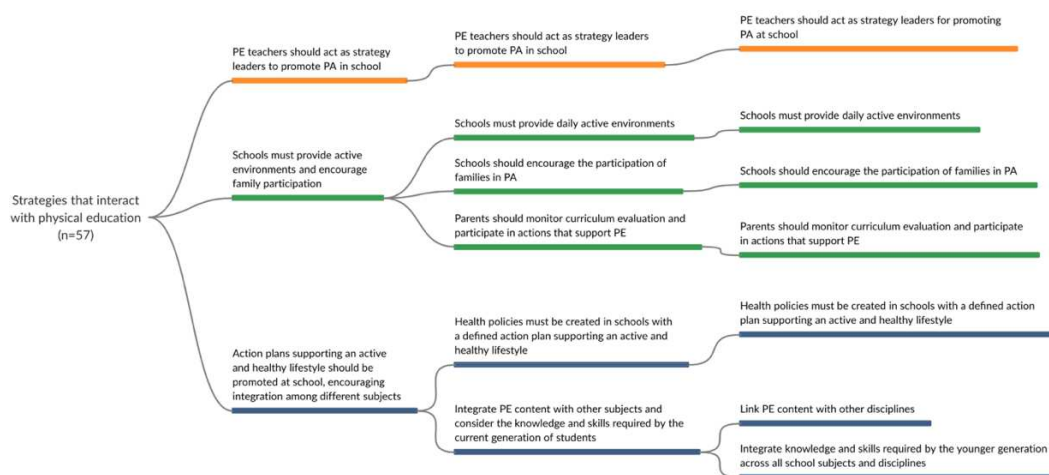 Strategies that interact
with physical education
(n=57)
PE teachers should act as strategy
leaders to promote PA in school
PE teachers should act as strategy leaders
to promote PA in school
PE teachers should act as strategy leaders for promoting
PA at school
Schools must provide active
environments and encourage
family participation
Schools must provide daily active environments
Schools must provide daily active environments
Schools should encourage the participation of
families in PA
Schools should encourage the participation of families in PA
Parents should monitor curriculum evaluation and
participate in actions that support PE
Parents should monitor curriculum evaluation and participate
in actions that support PE
Action plans supporting an active
and healthy lifestyle should be
promoted at school, encouraging
integration among different subjects
Health policies must be created in schools with
a defined action plan supporting an active and
healthy lifestyle
Health policies must be created in schools with a defined action
plan supporting an active and healthy lifestyle
Integrate PE content with other subjects and
consider the knowledge and skills required by the
current generation of students
Link PE content with other disciplines
Integrate knowledge and skills required by the younger generation
across all school subjects and disciplines